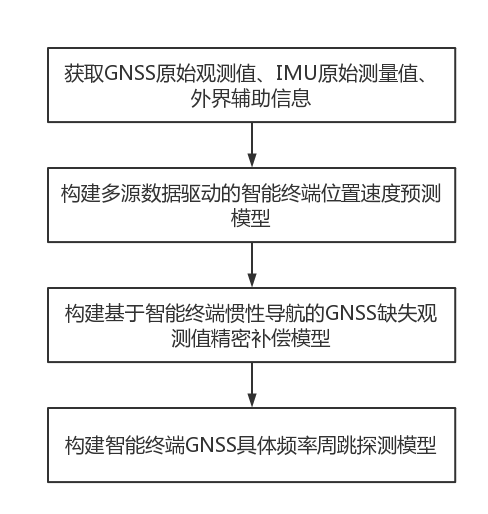 获取GNSS原始观测值、IMU原始测量值、
外界辅助信息
构建多源数据驱动的智能终端位置速度预测
模型
构建基于智能终端惯性导航的GNSS缺失观
测值精密补偿模型
构建智能终端GNSS具体频率周跳探测模型